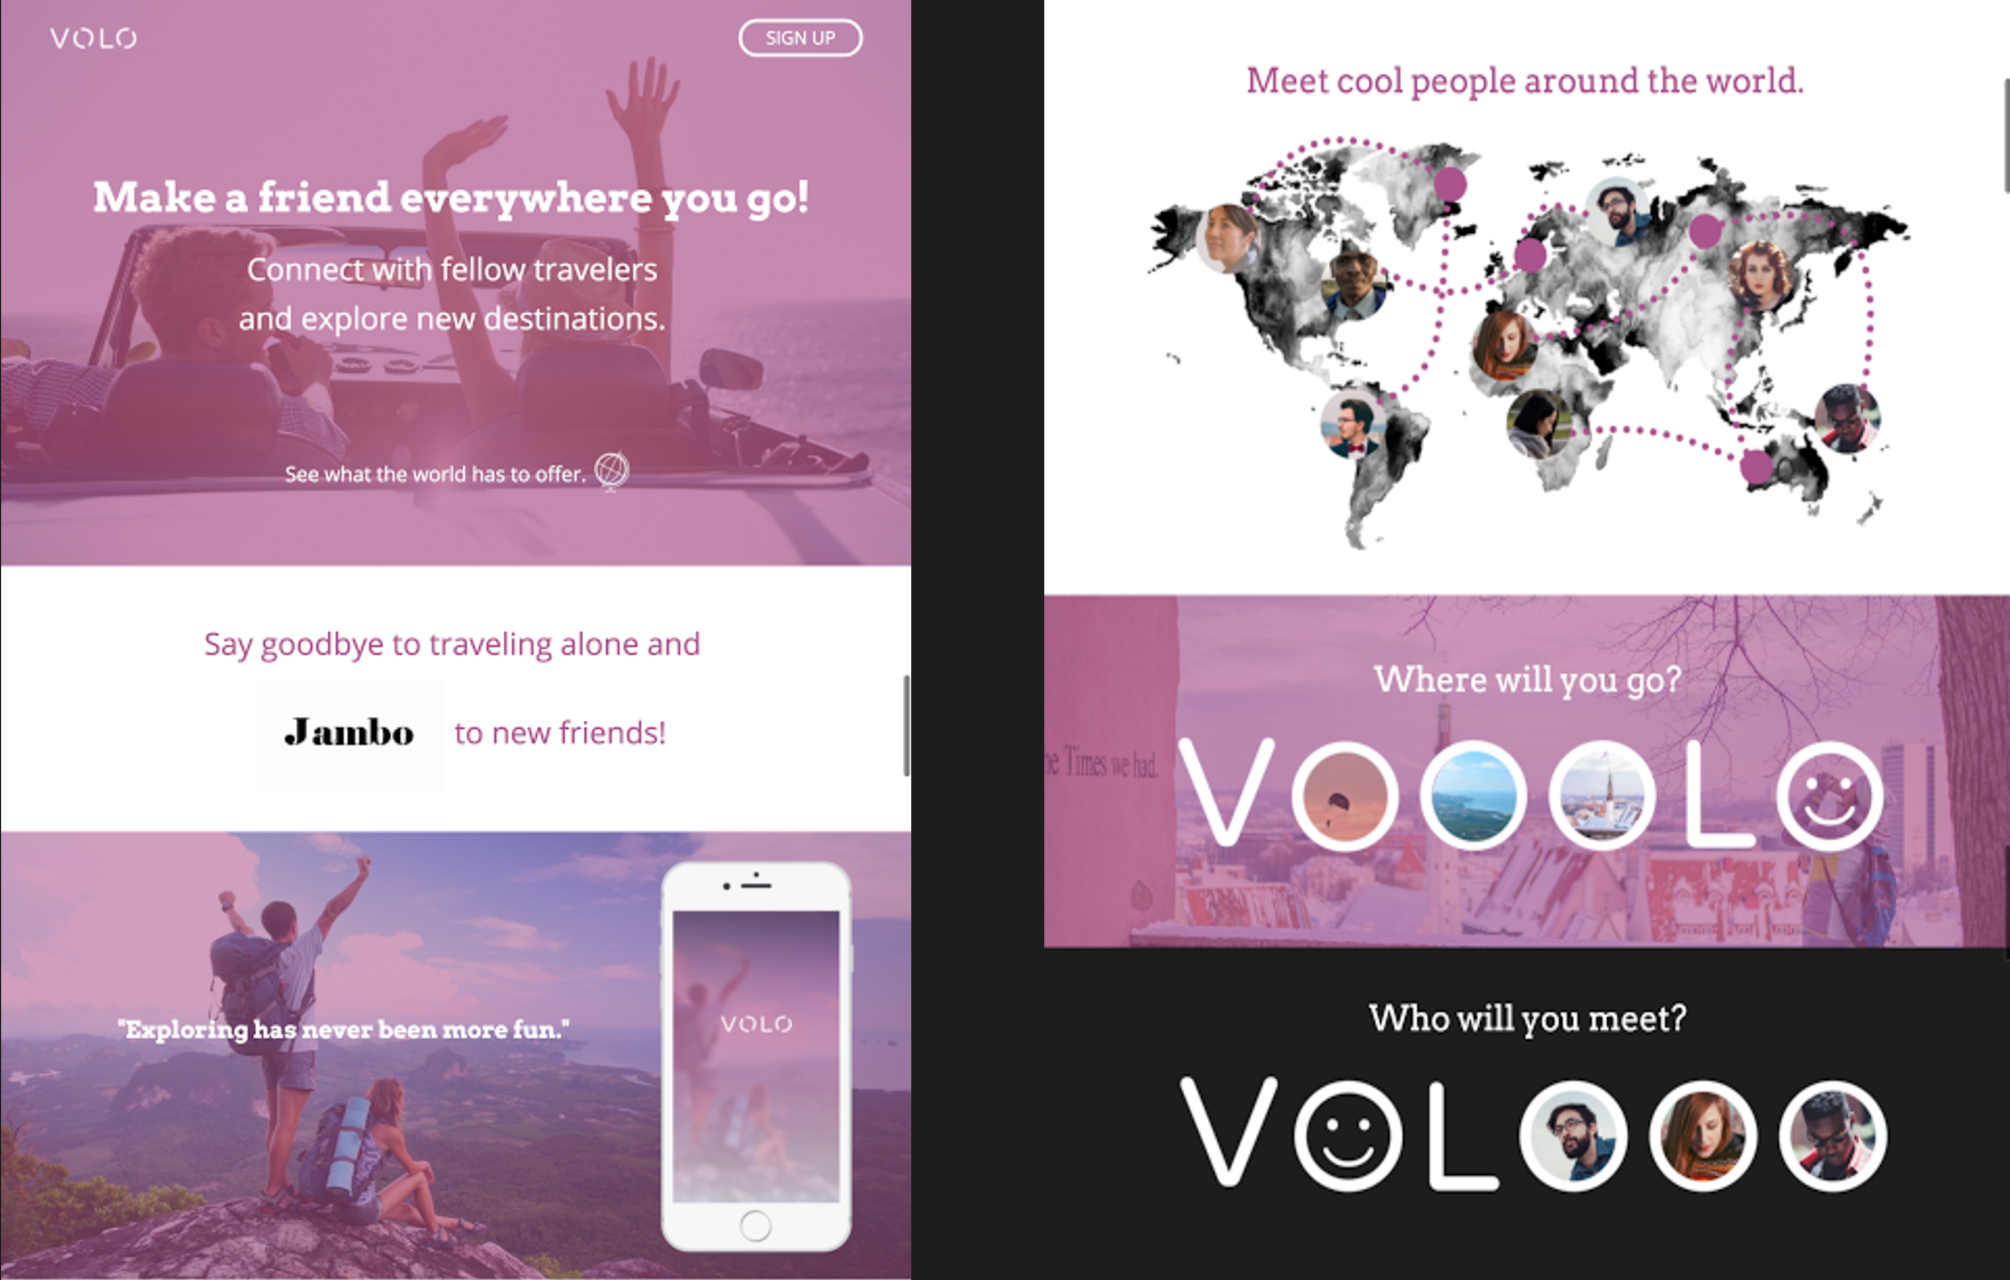 VOLO
SIGN UP
Make a friend everywhere you go!
Connect with fellow travelers
and explore new destinations.
See what the world has to offer.
Say goodbye to traveling alone and
Jambo to new friends!
"Exploring has never been more fun."
VOLO
Meet cool people around the world.
Where will you go?
Times we had.
VOOOLO
Who will you meet?
VOLOOO